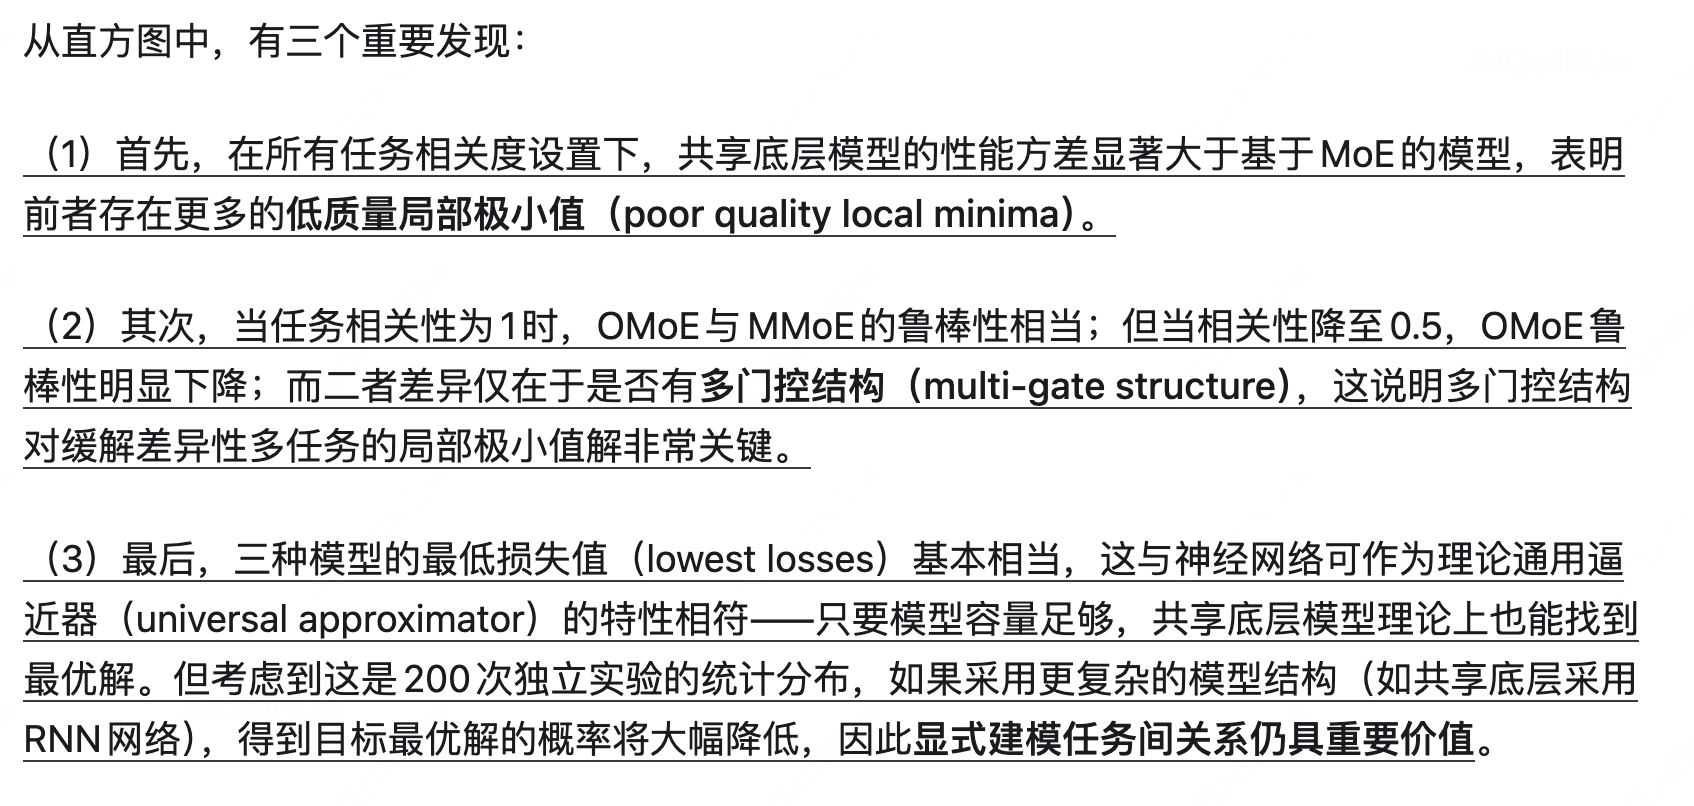 从直方图中，有三个重要发现：
（1）首先，在所有任务相关度设置下，共享底层模型的性能方差显著大于基于MoE的模型，表明
前者存在更多的低质量局部极小值（poor quality local minima）。
（2）其次，当任务相关性为1时，OMoE与MMoE的鲁棒性相当；但当相关性降至0.5，OMoE鲁
棒性明显下降；而二者差异仅在于是否有多门控结构（multi-gate structure），这说明多门控结构
对缓解差异性多任务的局部极小值解非常关键。
（3）最后，三种模型的最低损失值（lowest losses）基本相当，这与神经网络可作为理论通用逼
近器（universal approximator）的特性相符——只要模型容量足够，共享底层模型理论上也能找到
最优解。但考虑到这是200次独立实验的统计分布，如果采用更复杂的模型结构（如共享底层采用
RNN网络），得到目标最优解的概率将大幅降低，因此显式建模任务间关系仍具重要价值。